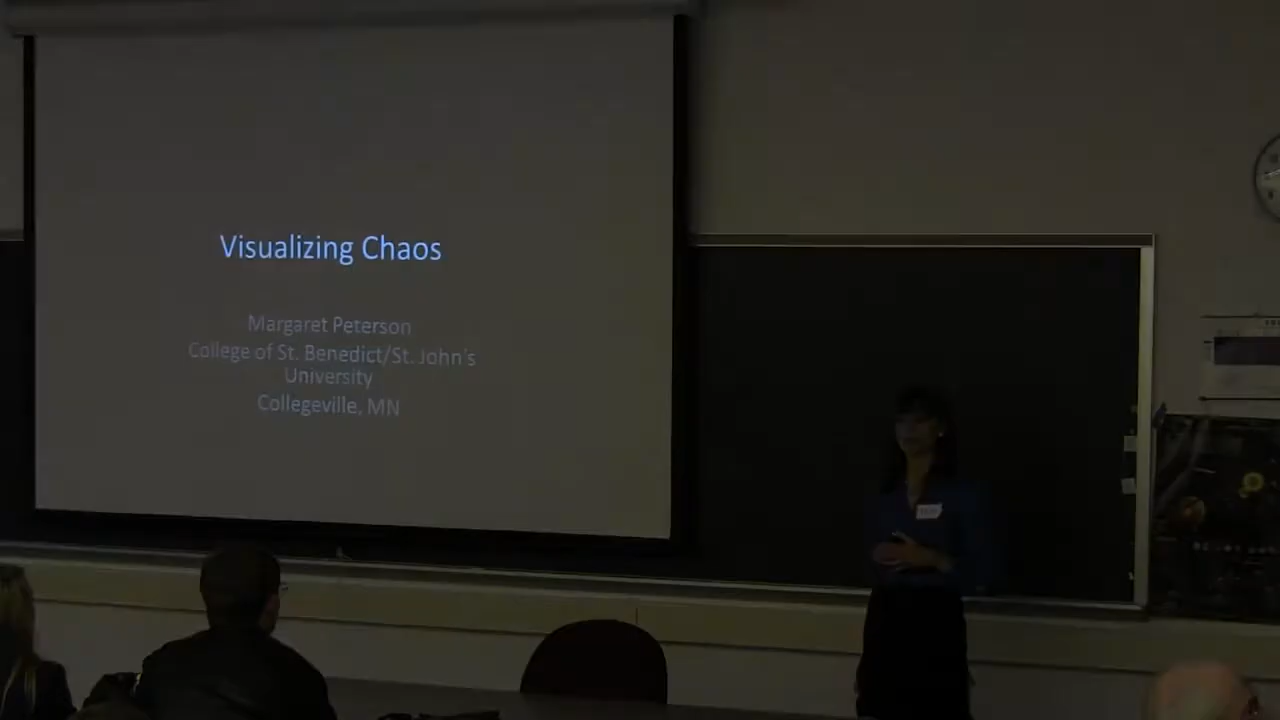 Visualizing Chaos
Margaret Peterson
College of St. Benedict/St. John's
University
Collegeville, MN